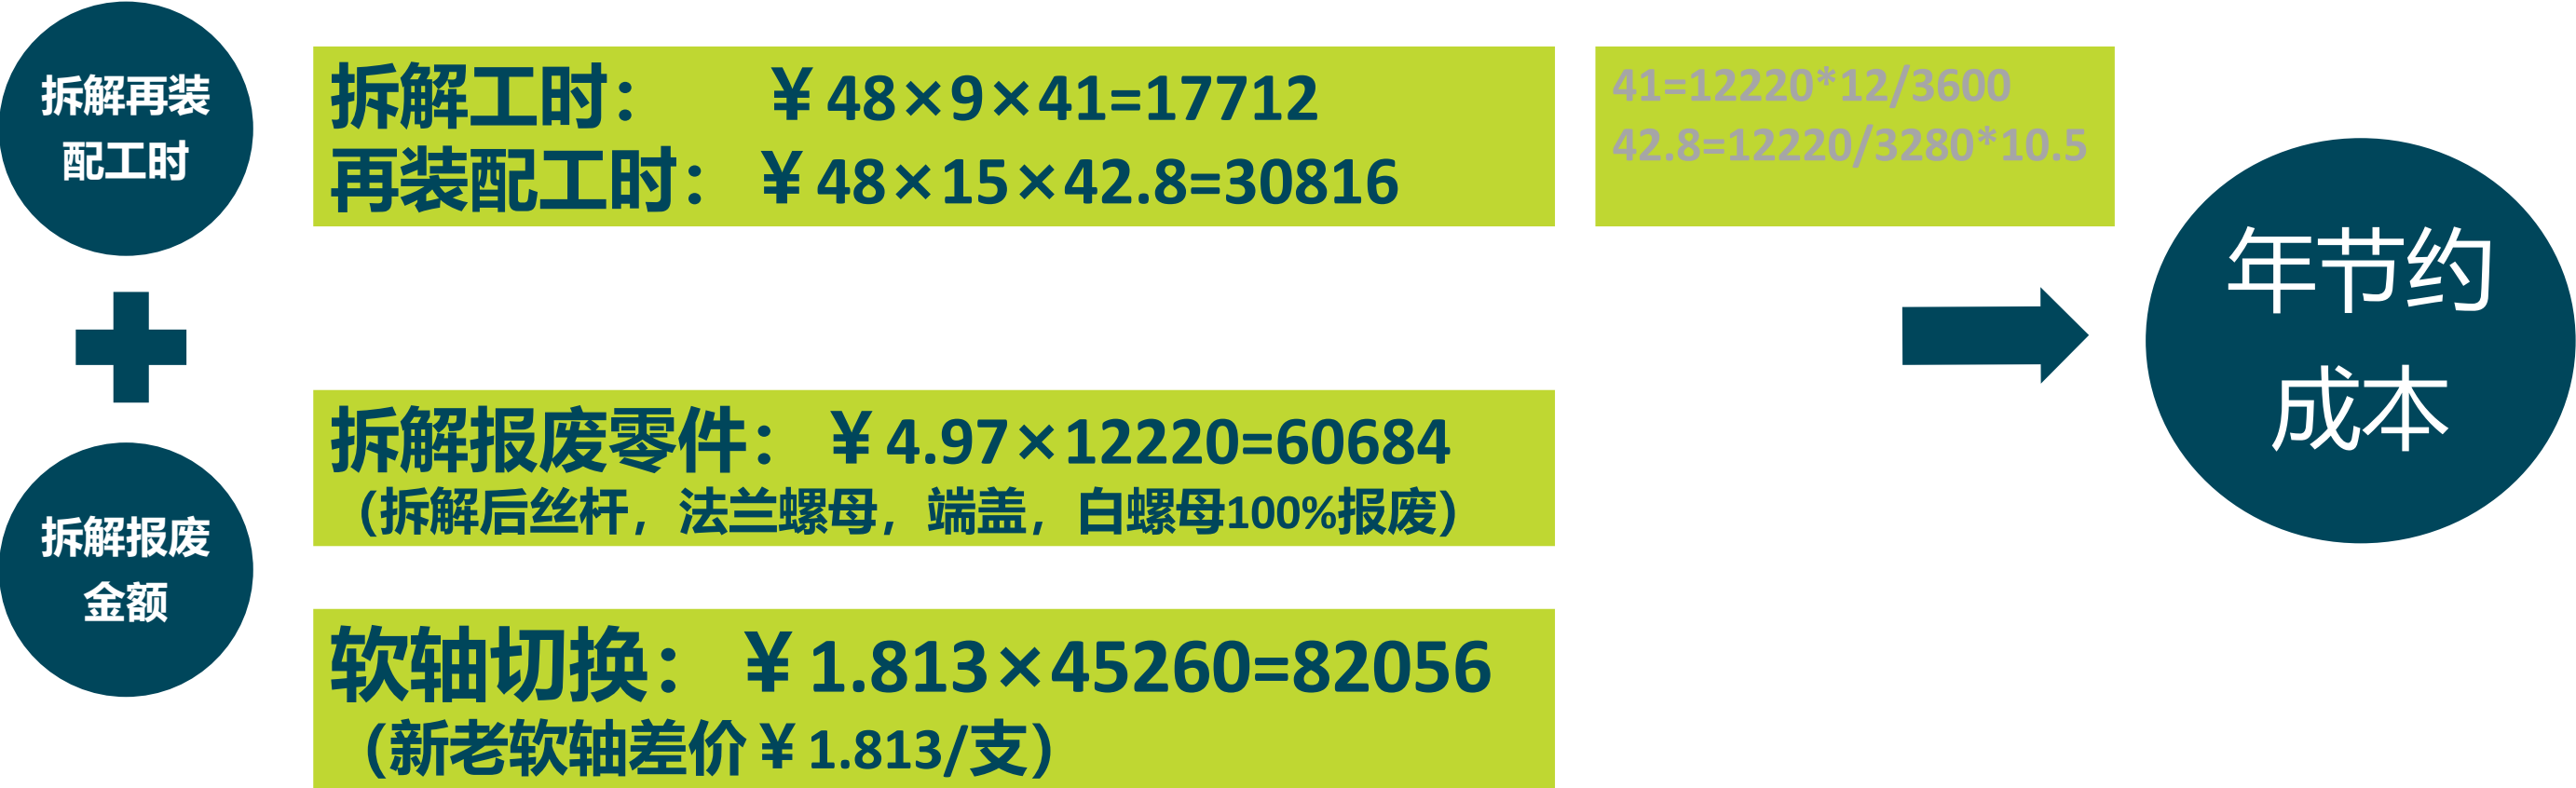 拆解再装
配工时
拆解工时： ￥48×9×41=17712
再装配工时： ￥48×15×42.8=30816
41=12220*12/3600
42.8=12220/3280*10.5
年节约
成本
拆解报废零件： ￥4.97×12220=60684
（拆解后丝杆，法兰螺母，端盖，白螺母100%报废）
拆解报废
金额
软轴切换： ￥1.813×45260=82056
（新老软轴差价￥1.813/支）